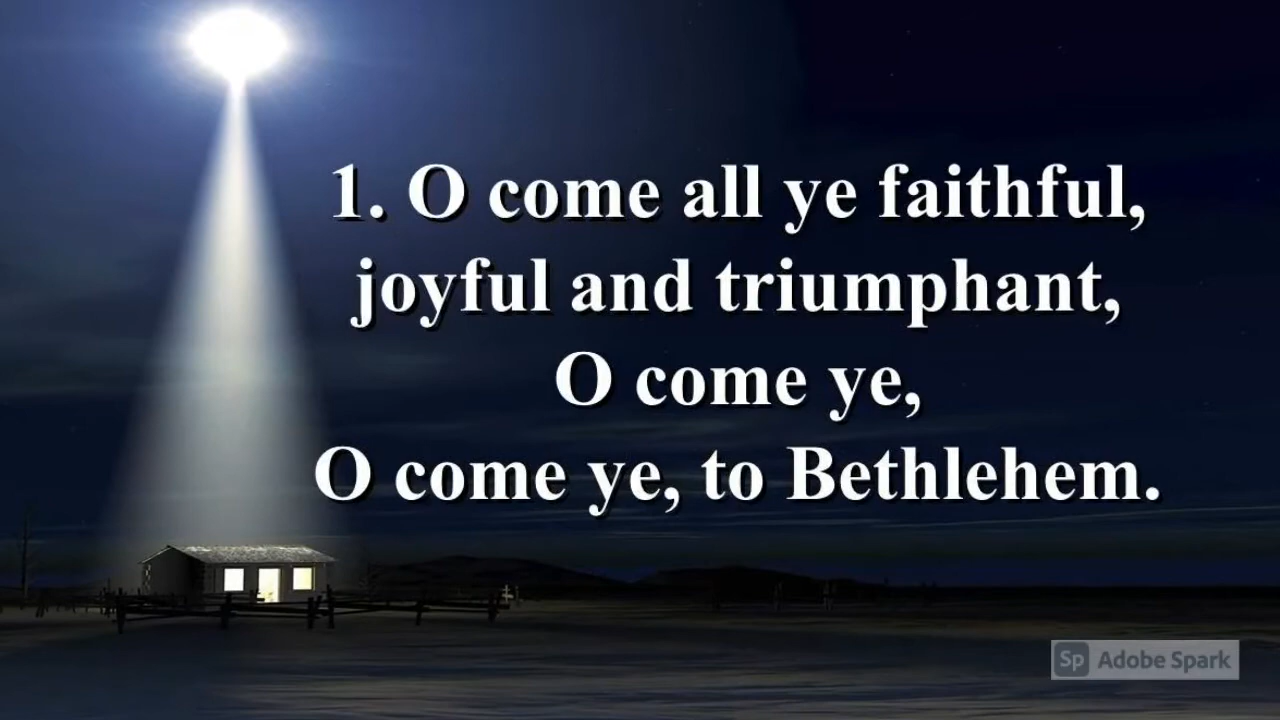 1. O come all ye faithful,
joyful and triumphant,
O come ye,
O come ye, to Bethlehem.
Sp Adobe Spark